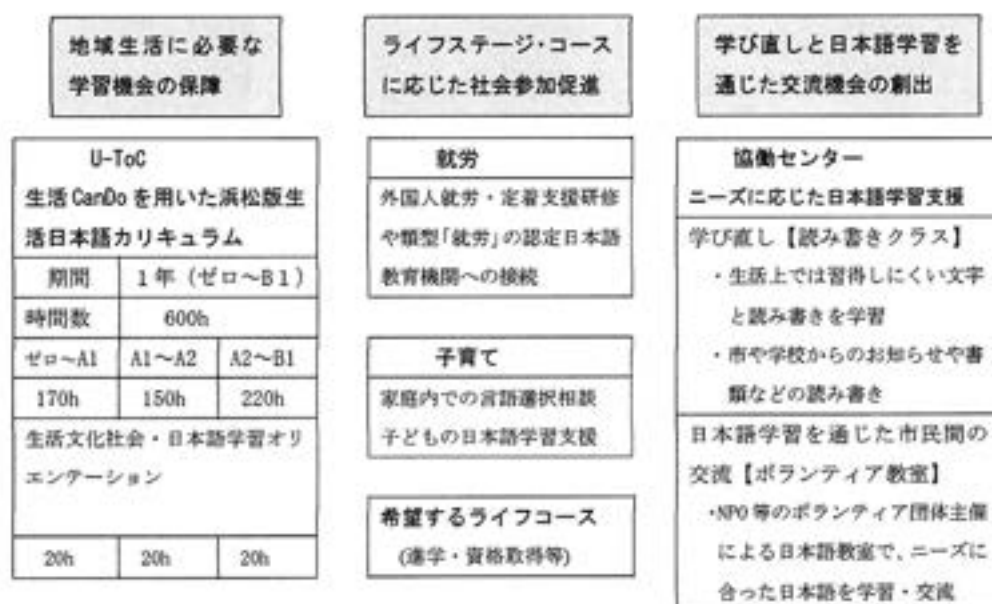 地域生活に必要な
学習機会の保障
U-ToC
生活CanDoを用いた浜松版生
活日本語カリキュラム
期間 1年（ゼロ～B1）
時間数 600h
ゼロ～A1 A1～A2 A2～B1
170h 150h 220h
生活文化社会・日本語学習オリ
エンテーション
20h 20h 20h
ライフステージ・コース
に応じた社会参加促進
就労
外国人就労・定着支援研修
や類型「就労」の認定日本語
教育機関への接続
子育て
家庭内での言語選択相談
子どもの日本語学習支援
希望するライフコース
(進学・資格取得等)
学び直しと日本語学習を
通じた交流機会の創出
協働センター
ニーズに応じた日本語学習支援
学び直し【読み書きクラス】
・生活上では習得しにくい文字
と読み書きを学習
・市や学校からのお知らせや書
類などの読み書き
日本語学習を通じた市民間の
交流【ボランティア教室】
・NPO等のボランティア団体主催
による日本語教室で、ニーズに
合った日本語を学習・交流